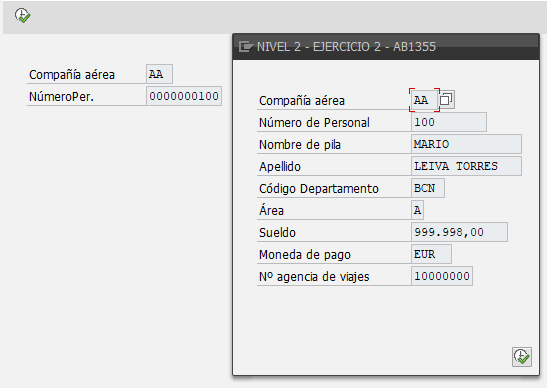 Compañía aérea AA
NúmeroPer. 0000000100
NIVEL 2 - EJERCICIO 2 - AB1355
Compañía aérea AA
Número de Personal 100
Nombre de pila MARIO
Apellido LEIVA TORRES
Código Departamento BCN
Área A
Sueldo 999.998,00
Moneda de pago EUR
Nº agencia de viajes 10000000